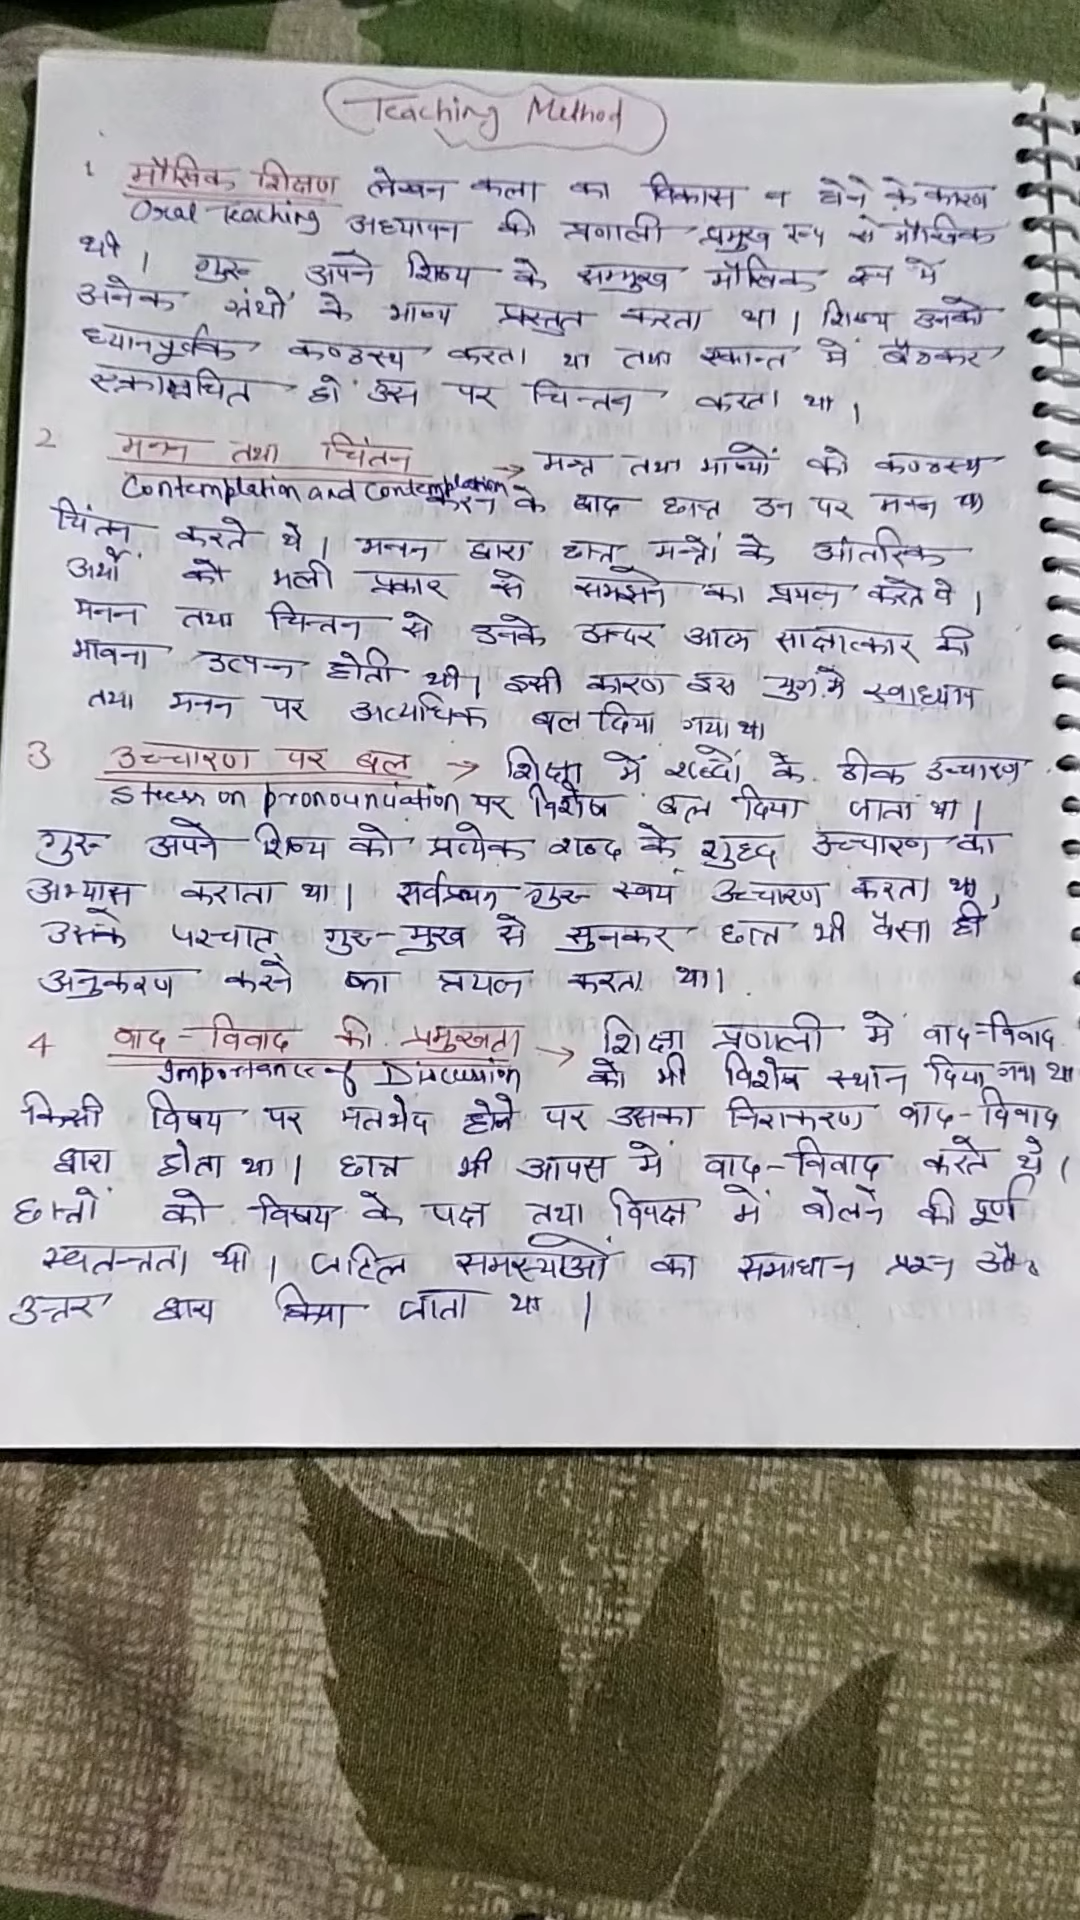 Teaching Method
1 मौखिक शिक्षण लेखन कला का विकास न होने के कारण
Oral Teaching अध्यापन की प्रणाली प्रमुख रूप से मौखिक
थी । गुरू अपने शिष्य के सम्मुख मौखिक रूप में
अनेक ग्रंथों के भाष्य प्रस्तुत करता था । शिष्य उनको
ध्यानपूर्वक कण्ठस्थ करता था तथा एकान्त में बैठकर
हो उस पर चिन्तन करता था ,
2 मनन तथा चिंतन → मन्त्र तथा भाष्यों को कण्ठस्थ
Contemplation and contemplation करने के बाद छात्र उन पर मनन
चिंतन करते थे । मनन द्वारा छात्र मन्त्रों के आंतरिक
अर्थों को भली प्रकार से समझने का प्रयत्न करते थे ।
मनन तथा चिन्तन से उनके अन्दर आत्म साक्षात्कार की
भावना उत्पन्न होती थी । इसी कारण इस युग में स्वाध्याय
तथा मनन पर अत्याधिक बल दिया गया था
3 उच्चारण पर बल → शिक्षा में शब्दों के ठीक उच्चारण
Stress on pronounuiation पर विशेष बल दिया जाता था ।
गुरू अपने शिष्य को प्रत्येक शब्द के शुद्ध उच्चारण का
अभ्यास कराता था । सर्वप्रथम गुरू स्वयं उच्चारण करता था,
उसके पश्चात् गुरू-मुख से सुनकर छात्र भी वैसा ही
अनुकरण करने का प्रयत्न करता था ।
4 वाद-विवाद की प्रमुखता → शिक्षा प्रणाली में वाद-विवाद
Importance of Discussion को भी विशेष स्थान दिया गया था
किसी विषय पर मतभेद होने पर उसका निराकरण वाद-विवाद
द्वारा होता था । छात्र भी आपस में वाद-विवाद करते थे ।
छात्रों को विषय के पक्ष तथा विपक्ष में बोलने की पूर्ण
स्वतन्त्रता थी । जटिल समस्याओं का समाधान प्रश्न और
उत्तर द्वारा किया जाता था ।